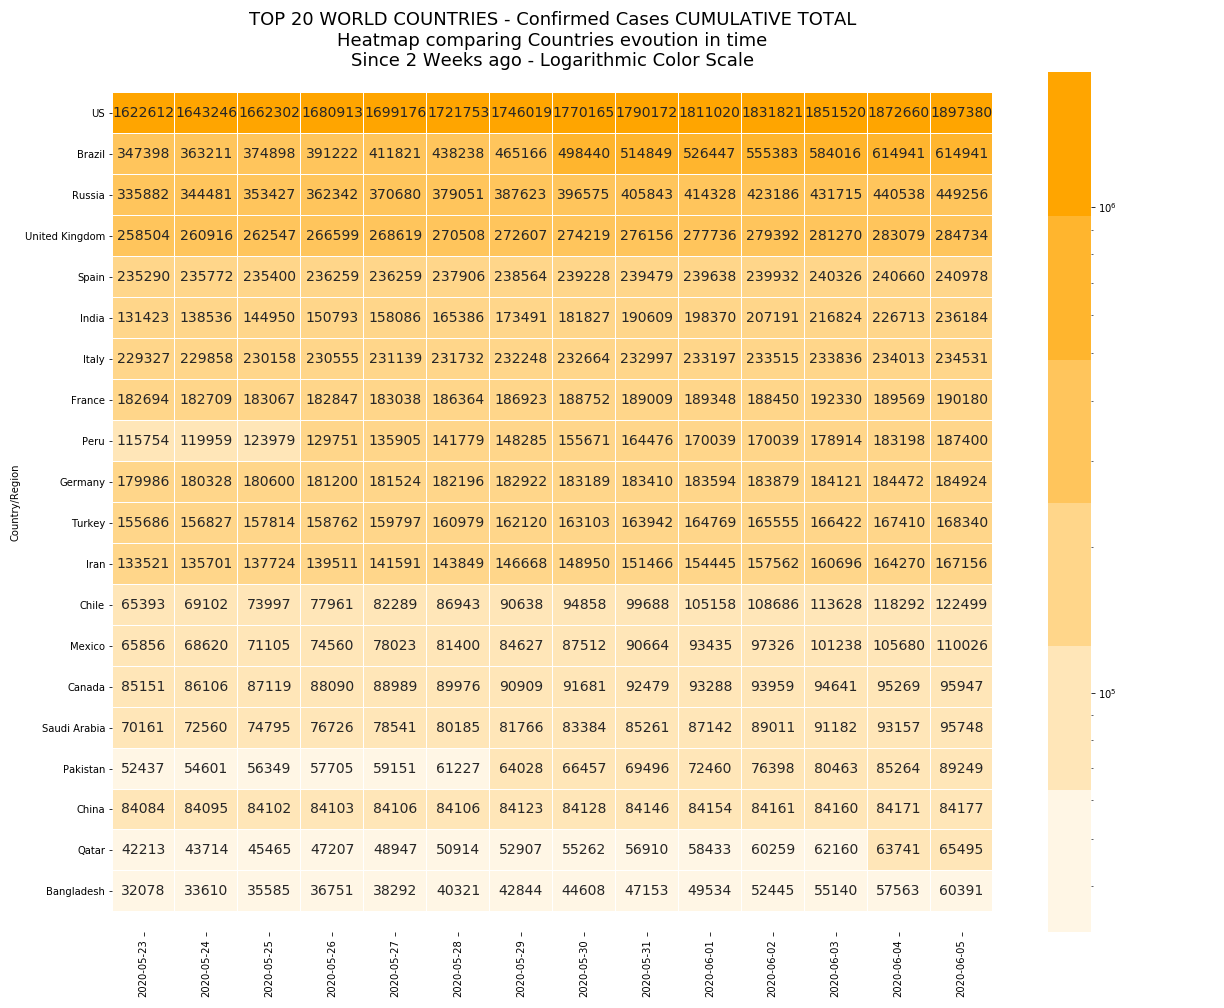 TOP 20 WORLD COUNTRIES - Confirmed Cases CUMULATIVE TOTAL
Heatmap comparing Countries evoution in time
Since 2 Weeks ago - Logarithmic Color Scale
Country/Region
US 1622612 1643246 1662302 1680913 1699176 1721753 1746019 1770165 1790172 1811020 1831821 1851520 1872660 1897380
Brazil 347398 363211 374898 391222 411821 438238 465166 498440 514849 526447 555383 584016 614941 614941
Russia 335882 344481 353427 362342 370680 379051 387623 396575 405843 414328 423186 431715 440538 449256
United Kingdom 258504 260916 262547 266599 268619 270508 272607 274219 276156 277736 279392 281270 283079 284734
Spain 235290 235772 235400 236259 236259 237906 238564 239228 239479 239638 239932 240326 240660 240978
India 131423 138536 144950 150793 158086 165386 173491 181827 190609 198370 207191 216824 226713 236184
Italy 229327 229858 230158 230555 231139 231732 232248 232664 232997 233197 233515 233836 234013 234531
France 182694 182709 183067 182847 183038 186364 186923 188752 189009 189348 188450 192330 189569 190180
Peru 115754 119959 123979 129751 135905 141779 148285 155671 164476 170039 170039 178914 183198 187400
Germany 179986 180328 180600 181200 181524 182196 182922 183189 183410 183594 183879 184121 184472 184924
Turkey 155686 156827 157814 158762 159797 160979 162120 163103 163942 164769 165555 166422 167410 168340
Iran 133521 135701 137724 139511 141591 143849 146668 148950 151466 154445 157562 160696 164270 167156
Chile 65393 69102 73997 77961 82289 86943 90638 94858 99688 105158 108686 113628 118292 122499
Mexico 65856 68620 71105 74560 78023 81400 84627 87512 90664 93435 97326 101238 105680 110026
Canada 85151 86106 87119 88090 88989 89976 90909 91681 92479 93288 93959 94641 95269 95947
Saudi Arabia 70161 72560 74795 76726 78541 80185 81766 83384 85261 87142 89011 91182 93157 95748
Pakistan 52437 54601 56349 57705 59151 61227 64028 66457 69496 72460 76398 80463 85264 89249
China 84084 84095 84102 84103 84106 84106 84123 84128 84146 84154 84161 84160 84171 84177
Qatar 42213 43714 45465 47207 48947 50914 52907 55262 56910 58433 60259 62160 63741 65495
Bangladesh 32078 33610 35585 36751 38292 40321 42844 44608 47153 49534 52445 55140 57563 60391
2020-05-23 2020-05-24 2020-05-25 2020-05-26 2020-05-27 2020-05-28 2020-05-29 2020-05-30 2020-05-31 2020-06-01 2020-06-02 2020-06-03 2020-06-04 2020-06-05
10⁶
10⁵